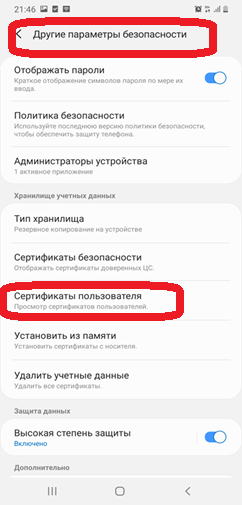 21:46
Другие параметры безопасности
Отображать пароли
Краткое отображение символов пароля по мере их
ввода.
Политика безопасности
Используйте последнюю версию политики безопасности,
чтобы обеспечить защиту телефона.
Администраторы устройства
1 активное приложение
Хранилище учетных данных
Тип хранилища
Резервное копирование на устройстве
Сертификаты безопасности
Отображать сертификаты доверенных ЦС.
Сертификаты пользователя
Просмотр сертификатов пользователей.
Установить из памяти
Установить сертификаты с носителя.
Удалить учетные данные
Удалить все сертификаты.
Защита данных
Высокая степень защиты
Включено
Дополнительно